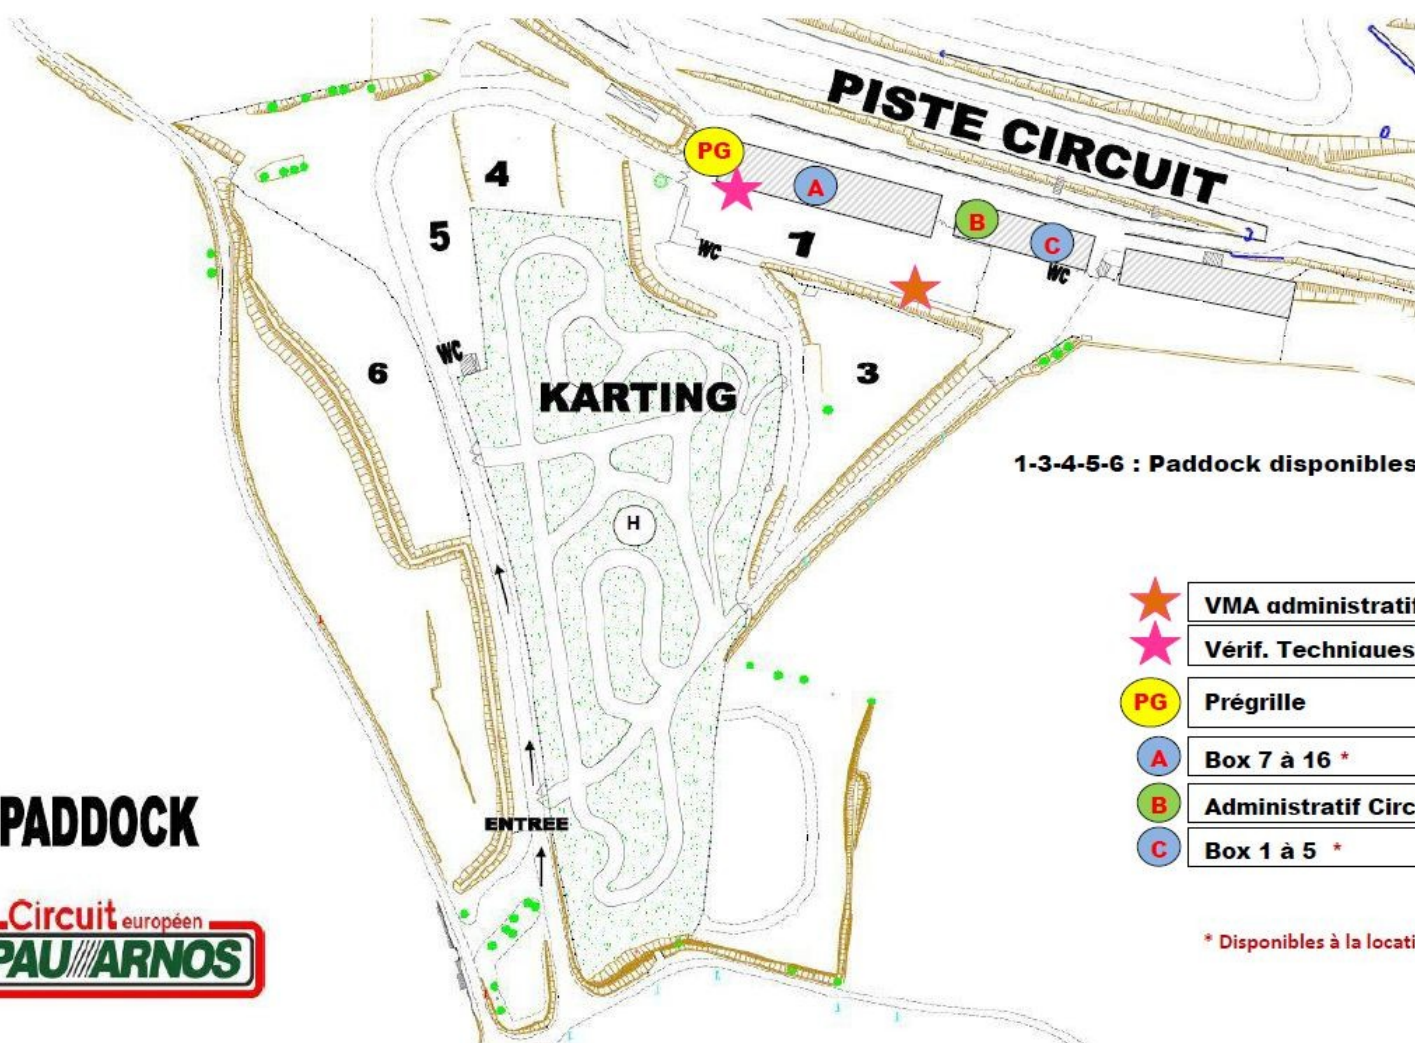 PISTE CIRCUIT
PG
A
4
B
5
1
C
WC
WC
WC
6
3
KARTING
1-3-4-5-6 : Paddock disponibles
H
VMA administratif
Vérif. Techniques
PG Prégrille
A Box 7 à 16 *
B Administratif Circ
C Box 1 à 5 *
ENTREE
PADDOCK
Circuit européen
PAU ARNOS
* Disponibles à la locati